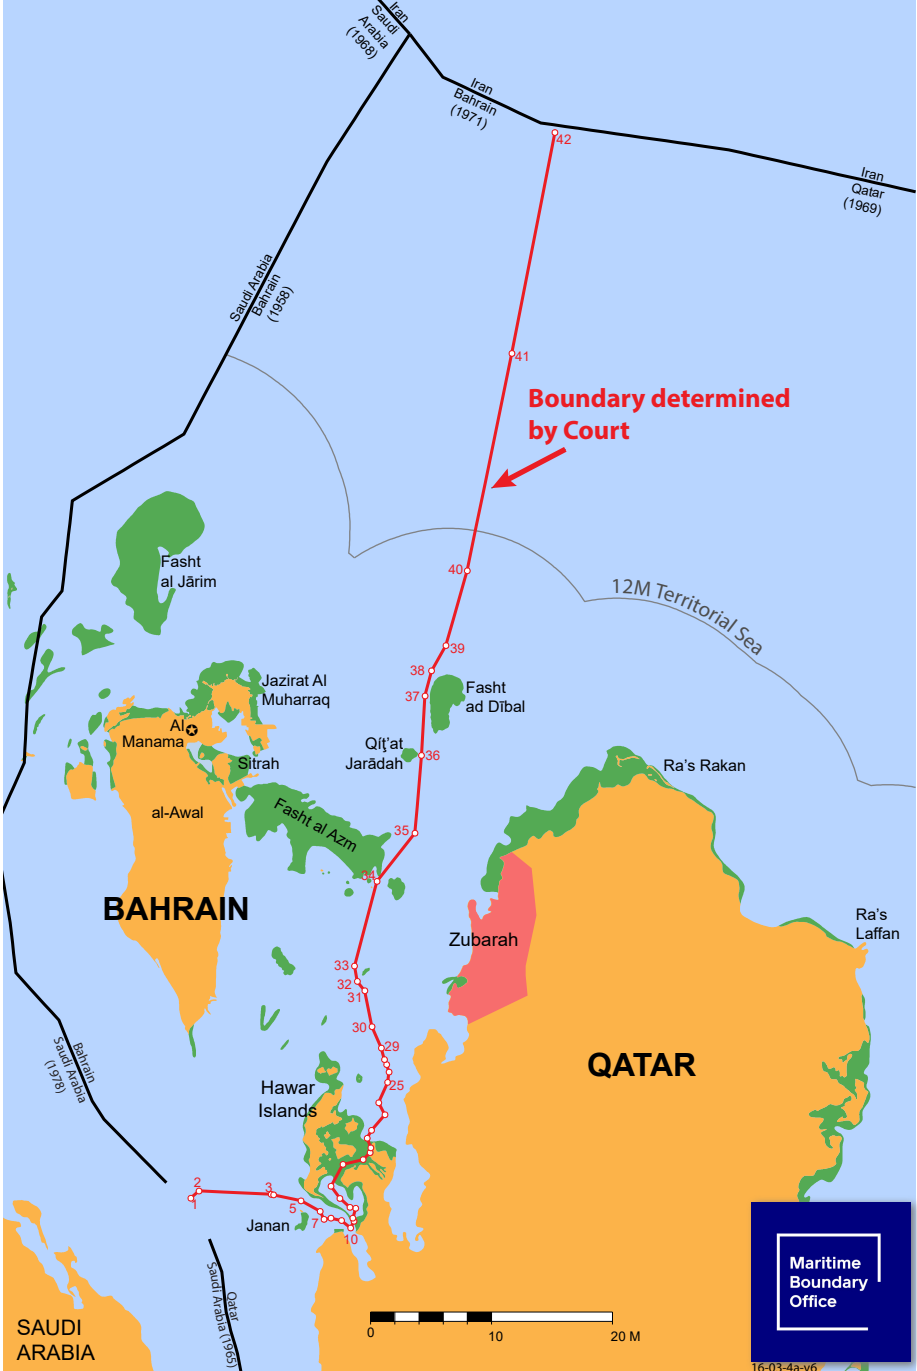 Iran
Saudi
Arabia
(1968)
Iran
Bahrain
(1971)
42
Iran
Qatar
(1969)
Saudi Arabia
Bahrain
(1958)
41
Boundary determined
by Court
Fasht
al Jārim
40
12M Territorial Sea
39
38
Jazirat Al
Muharraq
37
Fasht
ad Dībal
Al
Manama
Qíţ'at
Jarādah
36
Sitrah
Ra's Rakan
al-Awal
Fasht al Azm
35
34
BAHRAIN
Zubarah
Ra's
Laffan
33
32
31
30
29
Bahrain
Saudi Arabia
(1978)
QATAR
25
Hawar
Islands
2
1
3
5
7
Janan
10
Qatar
Saudi Arabia (1965)
SAUDI
ARABIA
0
10
20 M
Maritime
Boundary
Office
16-03-4a-v6